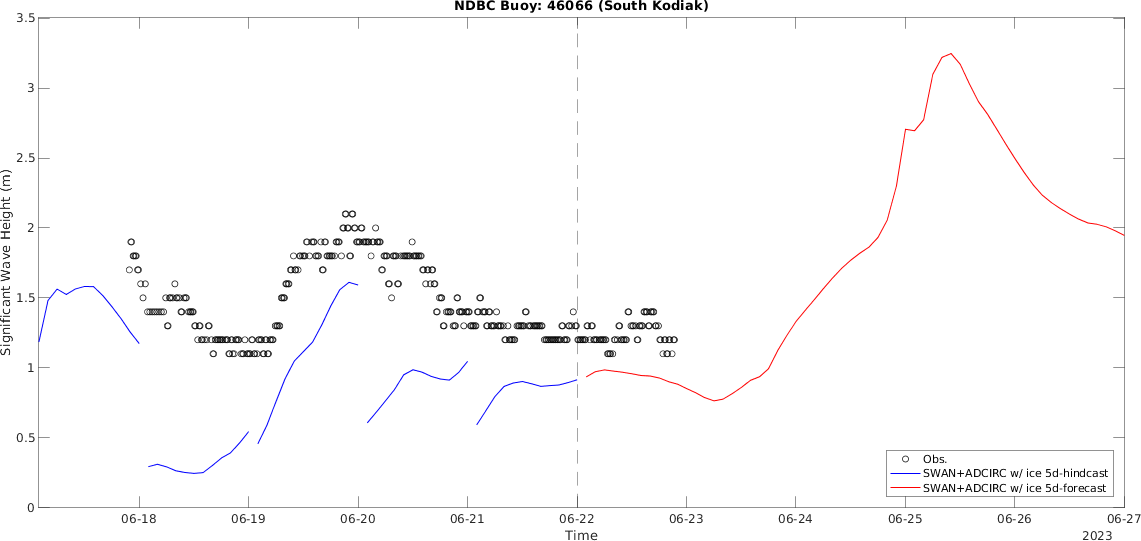 NDBC Buoy: 46066 (South Kodiak)
3.5
3
2.5
2
1.5
1
0.5
0
Significant Wave Height (m)
Obs.
SWAN+ADCIRC w/ ice 5d-hindcast
SWAN+ADCIRC w/ ice 5d-forecast
06-18 06-19 06-20 06-21 06-22 06-23 06-24 06-25 06-26 06-27
Time
2023